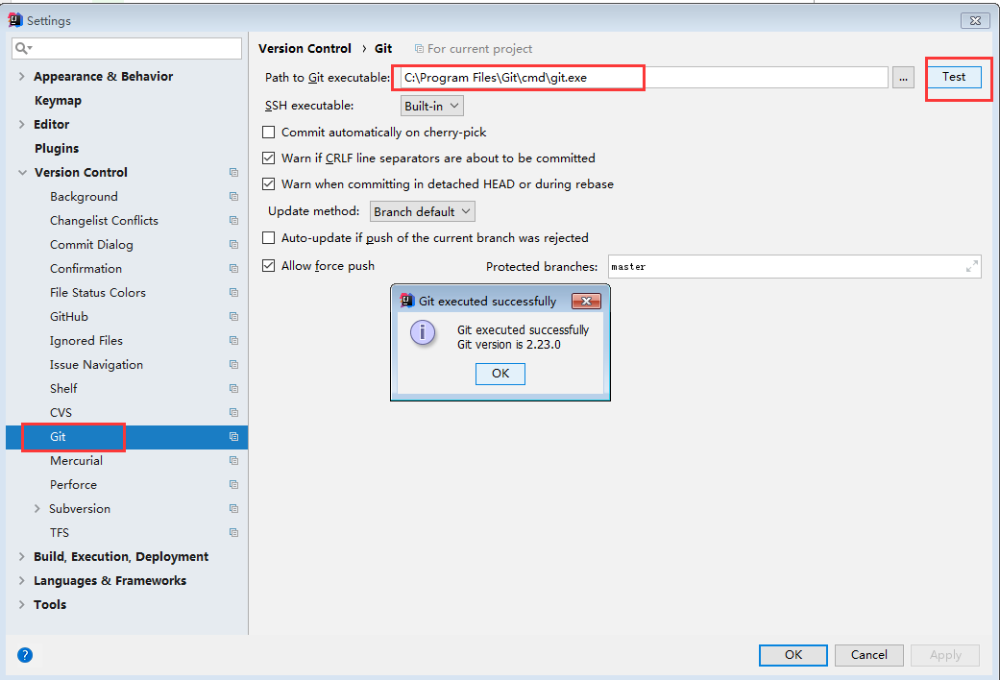 Settings
Version Control › Git For current project
Path to Git executable: C:\Program Files\Git\cmd\git.exe ... Test
SSH executable: Built-in
Commit automatically on cherry-pick
Warn if CRLF line separators are about to be committed
Warn when committing in detached HEAD or during rebase
Update method: Branch default
Auto-update if push of the current branch was rejected
Allow force push Protected branches: master
Appearance & Behavior
Keymap
Editor
Plugins
Version Control
Background
Changelist Conflicts
Commit Dialog
Confirmation
File Status Colors
GitHub
Ignored Files
Issue Navigation
Shelf
CVS
Git
Mercurial
Perforce
Subversion
TFS
Build, Execution, Deployment
Languages & Frameworks
Tools
Git executed successfully
Git executed successfully
Git version is 2.23.0
OK
?
OK Cancel Apply